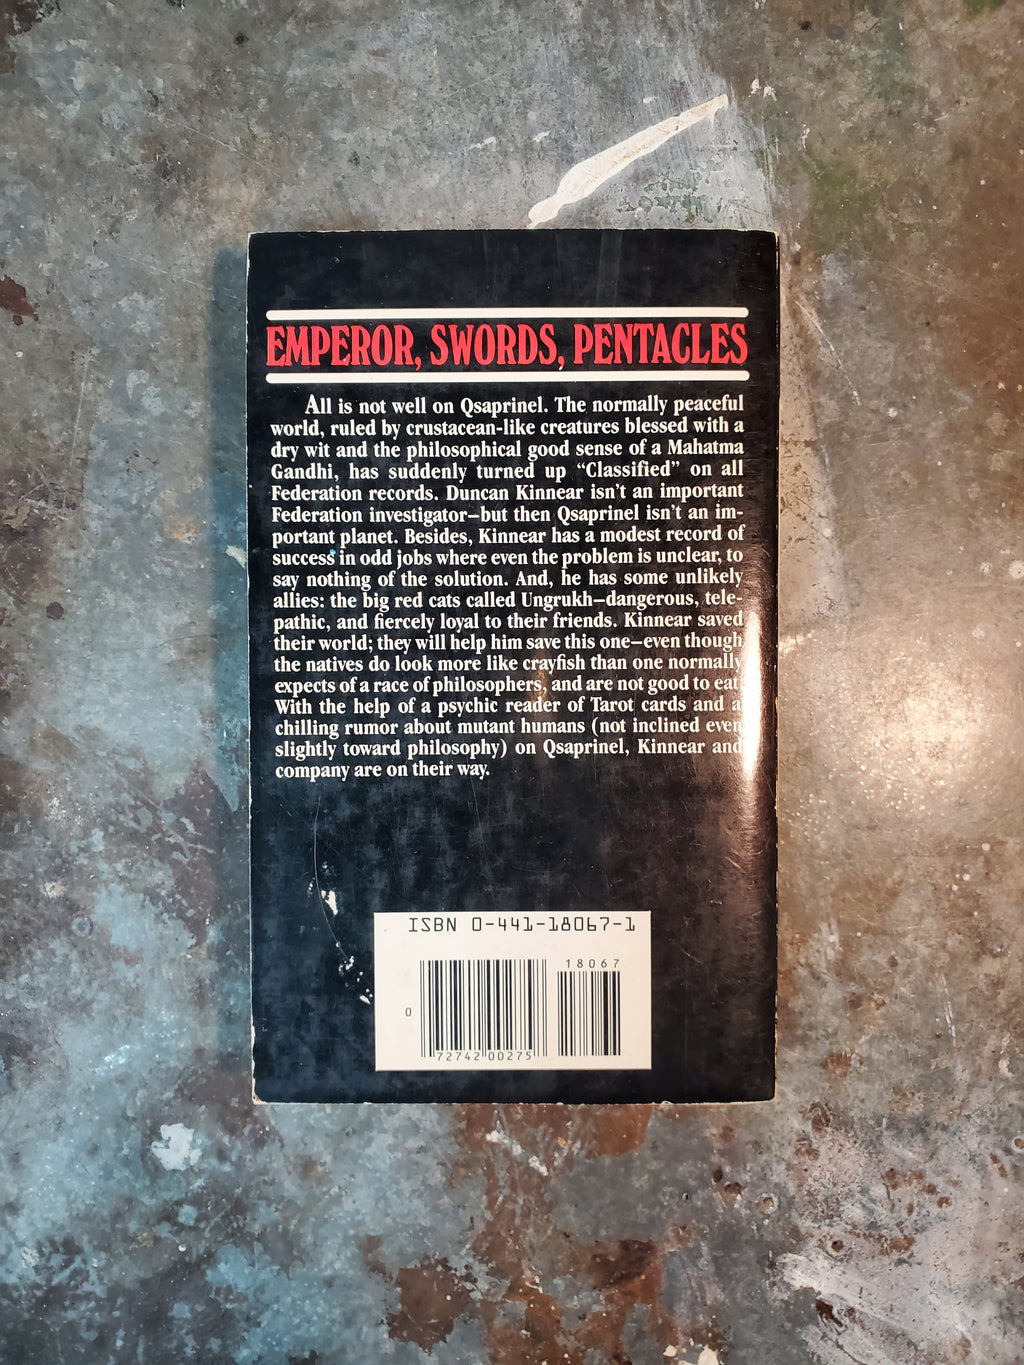 EMPEROR, SWORDS, PENTACLES
All is not well on Qsaprinel. The normally peaceful
world, ruled by crustacean-like creatures blessed with a
dry wit and the philosophical good sense of a Mahatma
Gandhi, has suddenly turned up “Classified” on all
Federation records. Duncan Kinnear isn’t an important
Federation investigator—but then Qsaprinel isn’t an im-
portant planet. Besides, Kinnear has a modest record of
success in odd jobs where even the problem is unclear, to
say nothing of the solution. And, he has some unlikely
allies: the big red cats called Ungrukh—dangerous, tele-
pathic, and fiercely loyal to their friends. Kinnear saved
their world; they will help him save this one—even though
the natives do look more like crayfish than one normally
expects of a race of philosophers, and are not good to eat.
With the help of a psychic reader of Tarot cards and a
chilling rumor about mutant humans (not inclined even
slightly toward philosophy) on Qsaprinel, Kinnear and
company are on their way.
ISBN 0-441-18067-1
18067
0
72742 00275